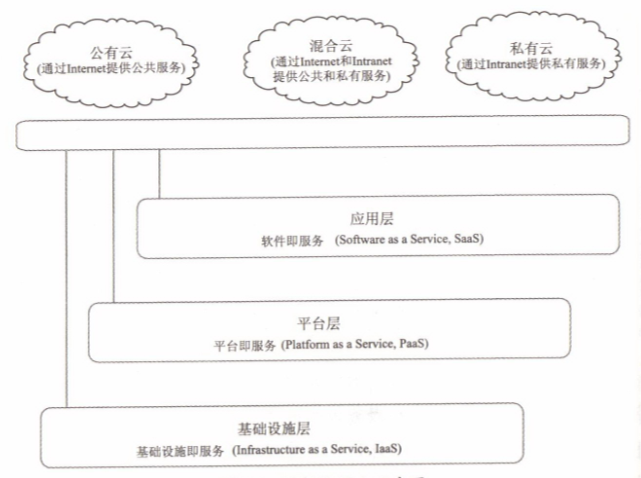 公有云
(通过Internet提供公共服务)
混合云
(通过Internet和Intranet
提供公共和私有服务)
私有云
(通过Intranet提供私有服务)
应用层
软件即服务 (Software as a Service, SaaS)
平台层
平台即服务 (Platform as a Service, PaaS)
基础设施层
基础设施即服务 (Infrastructure as a Service, IaaS)